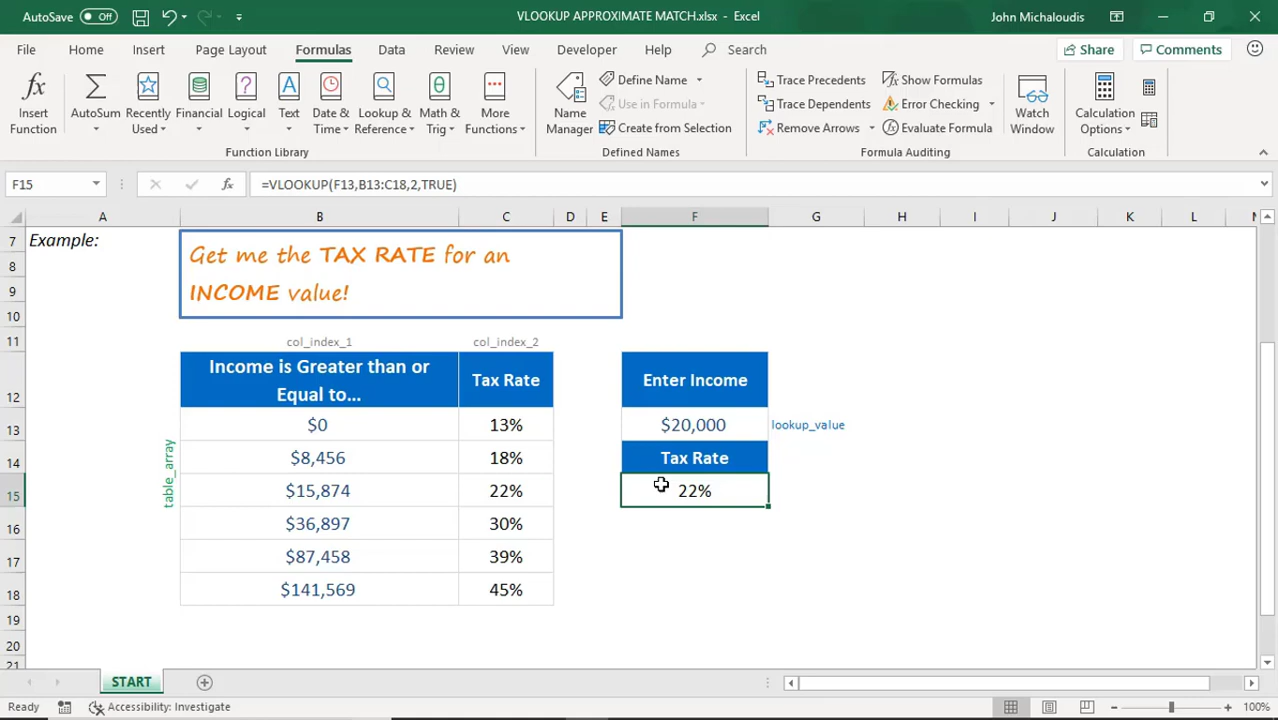 AutoSave Off
VLOOKUP APPROXIMATE MATCH.xlsx - Excel
John Michaloudis
File Home Insert Page Layout Formulas Data Review View Developer Help Search Share Comments
fx Insert Function
Σ AutoSum
Recently Used
Financial
? Logical
A Text
Date & Time
Lookup & Reference
θ Math & Trig
More Functions
Function Library
Name Manager
Define Name
Use in Formula
Create from Selection
Defined Names
Trace Precedents
Trace Dependents
Remove Arrows
Show Formulas
Error Checking
Evaluate Formula
Formula Auditing
Watch Window
Calculation Options
Calculation
F15 fx =VLOOKUP(F13,B13:C18,2,TRUE)
A B C D E F G H I J K L
7 Example:
Get me the TAX RATE for an
8
9 INCOME value!
10
11 col_index_1 col_index_2
12 Income is Greater than or Equal to... Tax Rate Enter Income
13 $0 13% $20,000 lookup_value
14 $8,456 18% Tax Rate
table_array
15 $15,874 22% 22%
16 $36,897 30%
17 $87,458 39%
18 $141,569 45%
19
20
21
START
Ready Accessibility: Investigate 100%